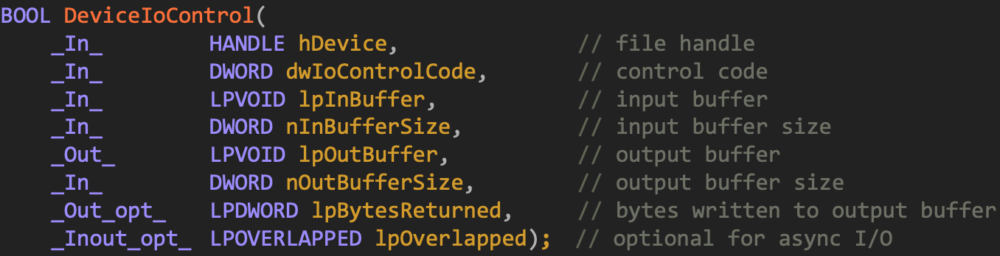 BOOL DeviceIoControl(
    _In_        HANDLE hDevice,              // file handle
    _In_        DWORD dwIoControlCode,       // control code
    _In_        LPVOID lpInBuffer,           // input buffer
    _In_        DWORD nInBufferSize,         // input buffer size
    _Out_       LPVOID lpOutBuffer,          // output buffer
    _In_        DWORD nOutBufferSize,        // output buffer size
    _Out_opt_   LPDWORD lpBytesReturned,     // bytes written to output buffer
    _Inout_opt_ LPOVERLAPPED lpOverlapped);  // optional for async I/O